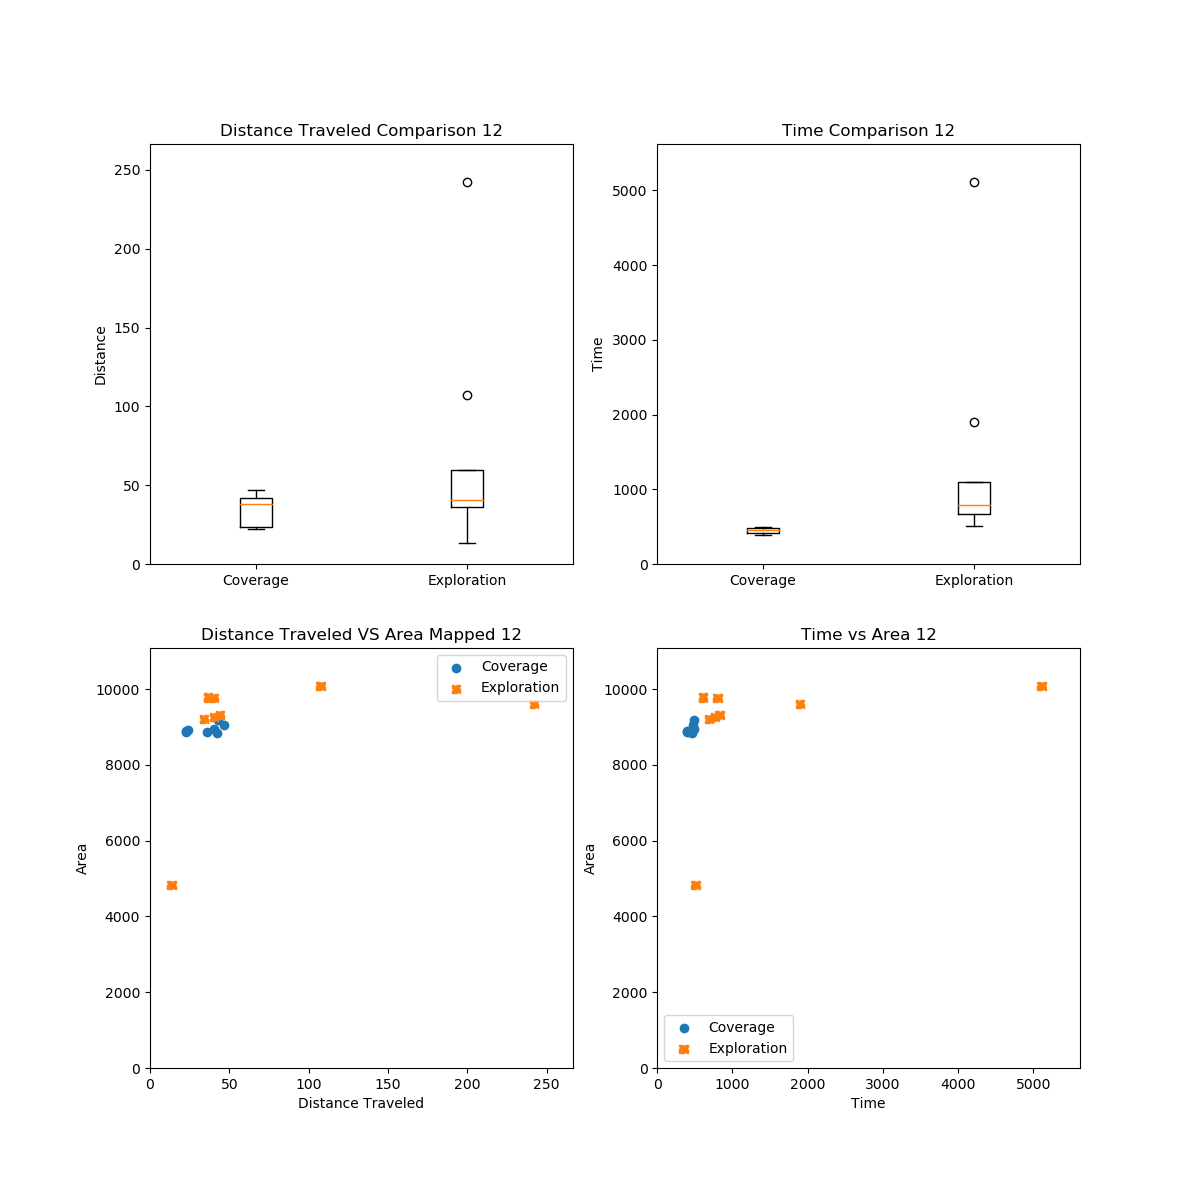 Distance Traveled Comparison 12
250
200
150
100
50
0
Distance
Coverage
Exploration
Time Comparison 12
5000
4000
3000
2000
1000
0
Time
Coverage
Exploration
Distance Traveled VS Area Mapped 12
Coverage
Exploration
10000
8000
6000
4000
2000
0
Area
0 50 100 150 200 250
Distance Traveled
Time vs Area 12
10000
8000
6000
4000
2000
0
Area
Coverage
Exploration
0 1000 2000 3000 4000 5000
Time